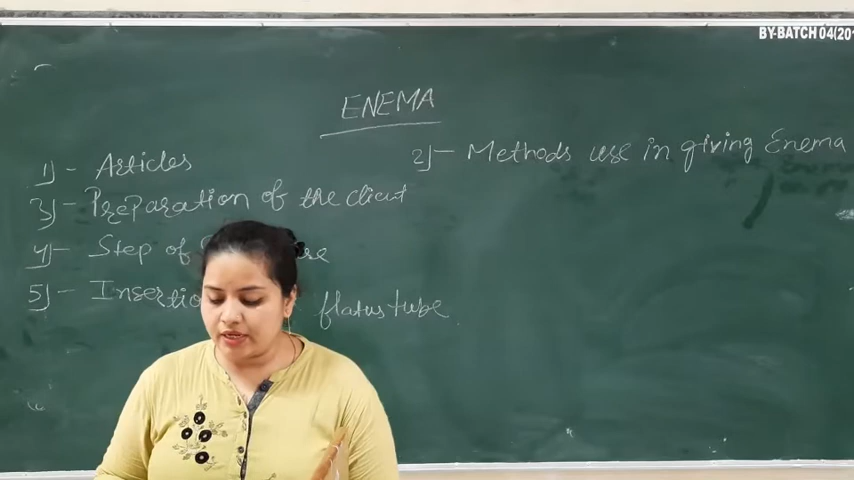 BY-BATCH 04(201
ENEMA
1) - Articles
2) - Methods use in giving Enema
3) - Preparation of the client
4) - Step of
5) - Insertio flatus tube